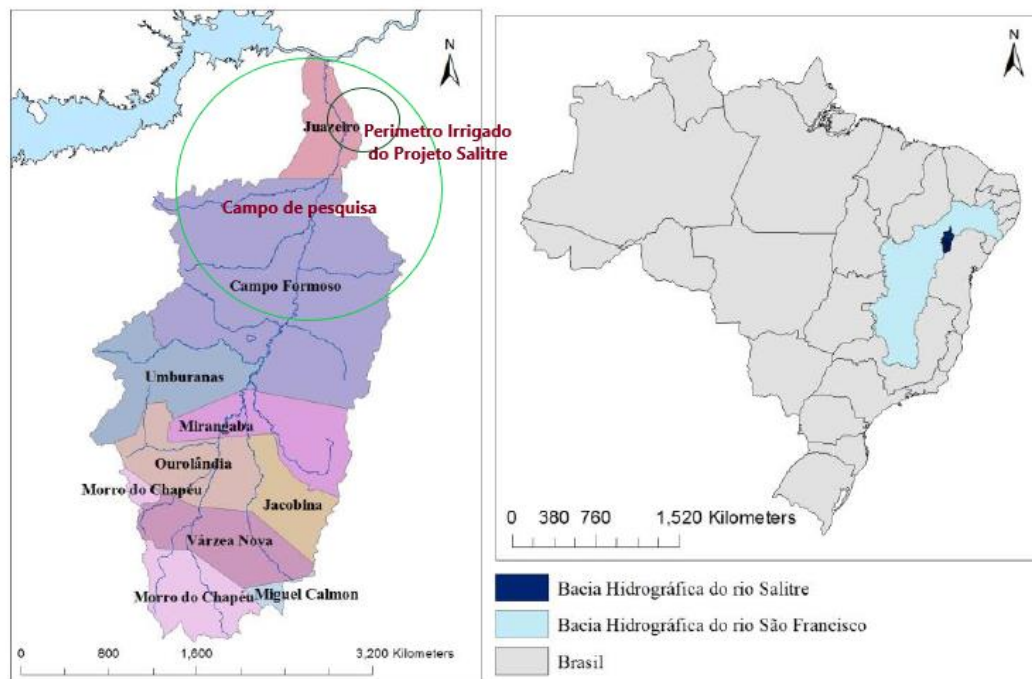 N
Juazeiro
Perimetro Irrigado
do Projeto Salitre
Campo de pesquisa
Campo Formoso
Umburanas
Mirangaba
Ourolândia
Morro do Chapéu
Jacobina
Várzea Nova
Morro do Chapéu
Miguel Calmon
0 800 1,600 3,200 Kilometers
N
0 380 760 1,520 Kilometers
Bacia Hidrográfica do rio Salitre
Bacia Hidrográfica do rio São Francisco
Brasil